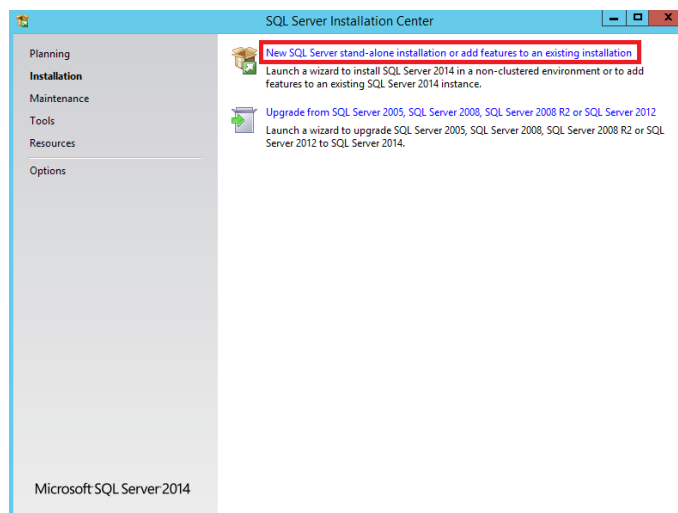 SQL Server Installation Center
Planning
Installation
Maintenance
Tools
Resources
Options
New SQL Server stand-alone installation or add features to an existing installation
Launch a wizard to install SQL Server 2014 in a non-clustered environment or to add
features to an existing SQL Server 2014 instance.
Upgrade from SQL Server 2005, SQL Server 2008, SQL Server 2008 R2 or SQL Server 2012
Launch a wizard to upgrade SQL Server 2005, SQL Server 2008, SQL Server 2008 R2 or SQL
Server 2012 to SQL Server 2014.
Microsoft SQL Server 2014